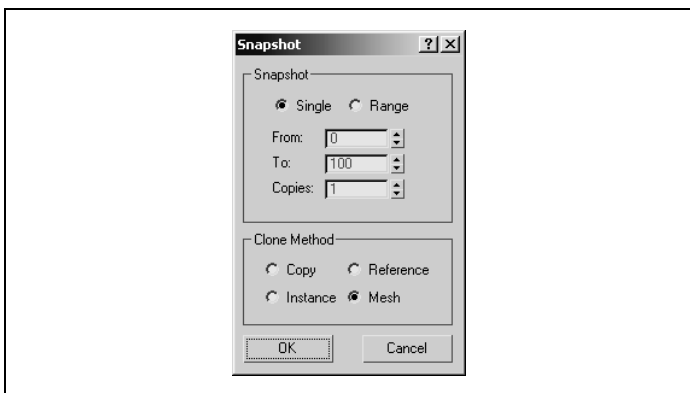 Snapshot
Snapshot
Single Range
From: 0
To: 100
Copies: 1
Clone Method
Copy Reference
Instance Mesh
OK Cancel